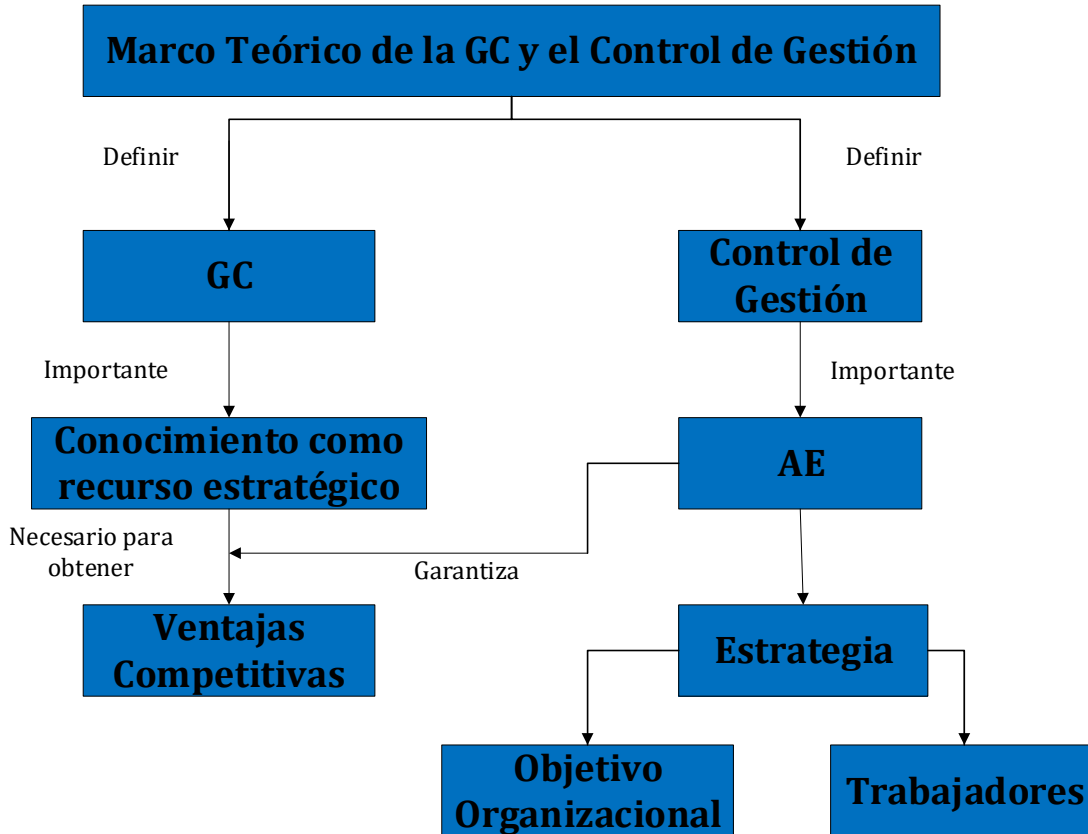 Marco Teórico de la GC y el Control de Gestión
Definir
Definir
GC
Control de
Gestión
Importante
Importante
Conocimiento como
recurso estratégico
AE
Necesario para
obtener
Garantiza
Ventajas
Competitivas
Estrategia
Objetivo
Organizacional
Trabajadores